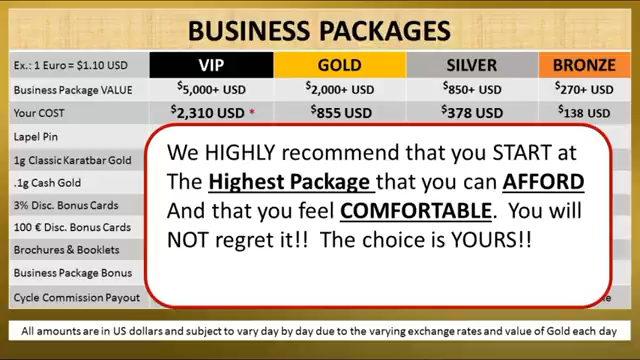 BUSINESS PACKAGES
Ex.: 1 Euro = $1.10 USD VIP GOLD SILVER BRONZE
Business Package VALUE $5,000+ USD $2,000+ USD $850+ USD $270+ USD
Your COST $2,310 USD * $855 USD $378 USD $138 USD
Lapel Pin
1g Classic Karatbar Gold
.1g Cash Gold
3% Disc. Bonus Cards
100 € Disc. Bonus Cards
Brochures & Booklets
Business Package Bonus
Cycle Commission Payout
We HIGHLY recommend that you START at
The Highest Package that you can AFFORD
And that you feel COMFORTABLE. You will
NOT regret it!! The choice is YOURS!!
All amounts are in US dollars and subject to vary day by day due to the varying exchange rates and value of Gold each day